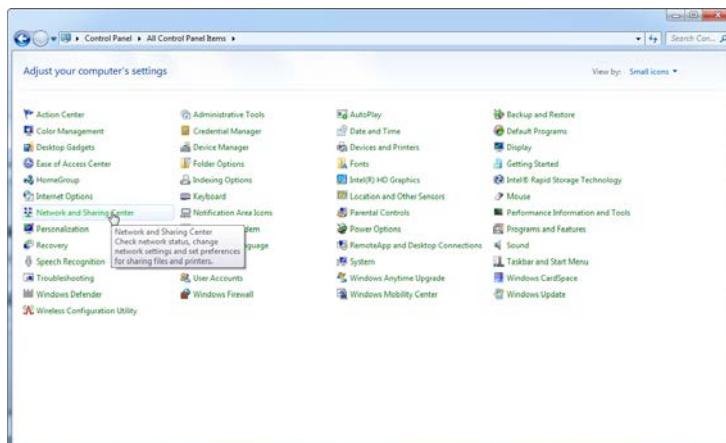 Control Panel ▸ All Control Panel Items ▸
Search Con...
Adjust your computer's settings
View by: Small icons
Action Center
Administrative Tools
AutoPlay
Backup and Restore
Color Management
Credential Manager
Date and Time
Default Programs
Desktop Gadgets
Device Manager
Devices and Printers
Display
Ease of Access Center
Folder Options
Fonts
Getting Started
HomeGroup
Indexing Options
Intel(R) HD Graphics
Intel® Rapid Storage Technology
Internet Options
Keyboard
Location and Other Sensors
Mouse
Network and Sharing Center
Notification Area Icons
Parental Controls
Performance Information and Tools
Personalization
Power Options
Programs and Features
Recovery
RemoteApp and Desktop Connections
Sound
Network and Sharing Center
Check network status, change
network settings and set preferences
for sharing files and printers.
Speech Recognition
System
Taskbar and Start Menu
Troubleshooting
User Accounts
Windows Anytime Upgrade
Windows CardSpace
Windows Defender
Windows Firewall
Windows Mobility Center
Windows Update
Wireless Configuration Utility